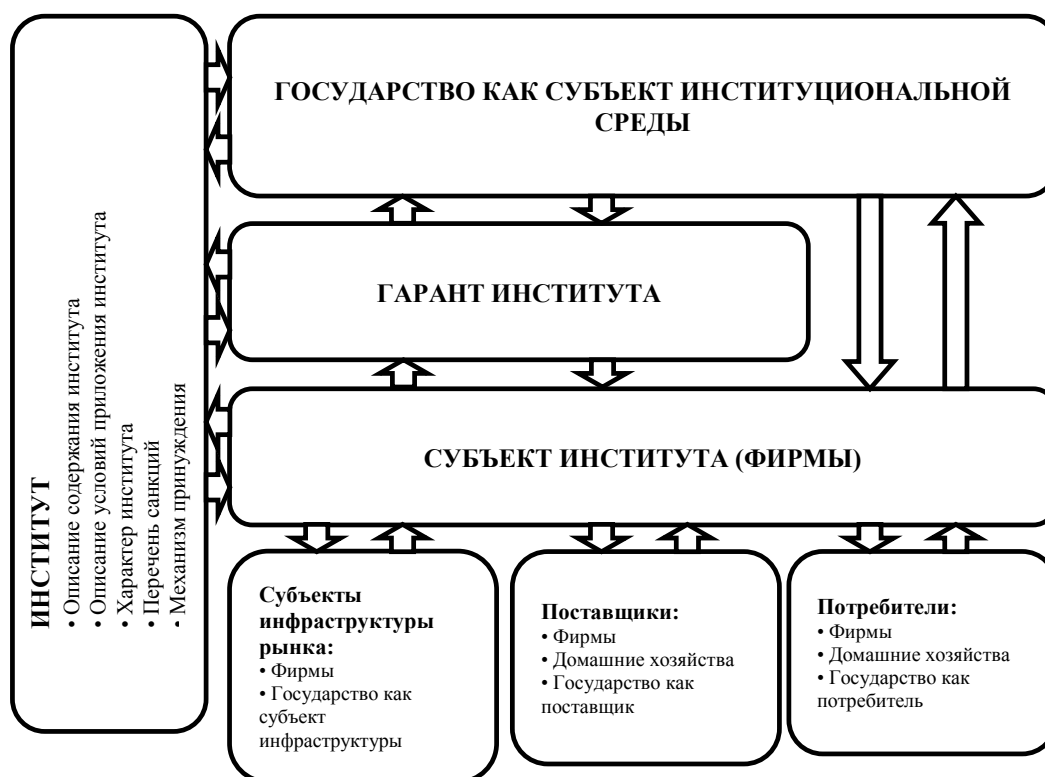 ГОСУДАРСТВО КАК СУБЪЕКТ ИНСТИТУЦИОНАЛЬНОЙ
СРЕДЫ
ГАРАНТ ИНСТИТУТА
СУБЪЕКТ ИНСТИТУТА (ФИРМЫ)
ИНСТИТУТ
• Описание содержания института
• Описание условий приложения института
• Характер института
• Перечень санкций
• Механизм принуждения
Субъекты
инфраструктуры
рынка:
• Фирмы
• Государство как
субъект
инфраструктуры
Поставщики:
• Фирмы
• Домашние хозяйства
• Государство как
поставщик
Потребители:
• Фирмы
• Домашние хозяйства
• Государство как
потребитель